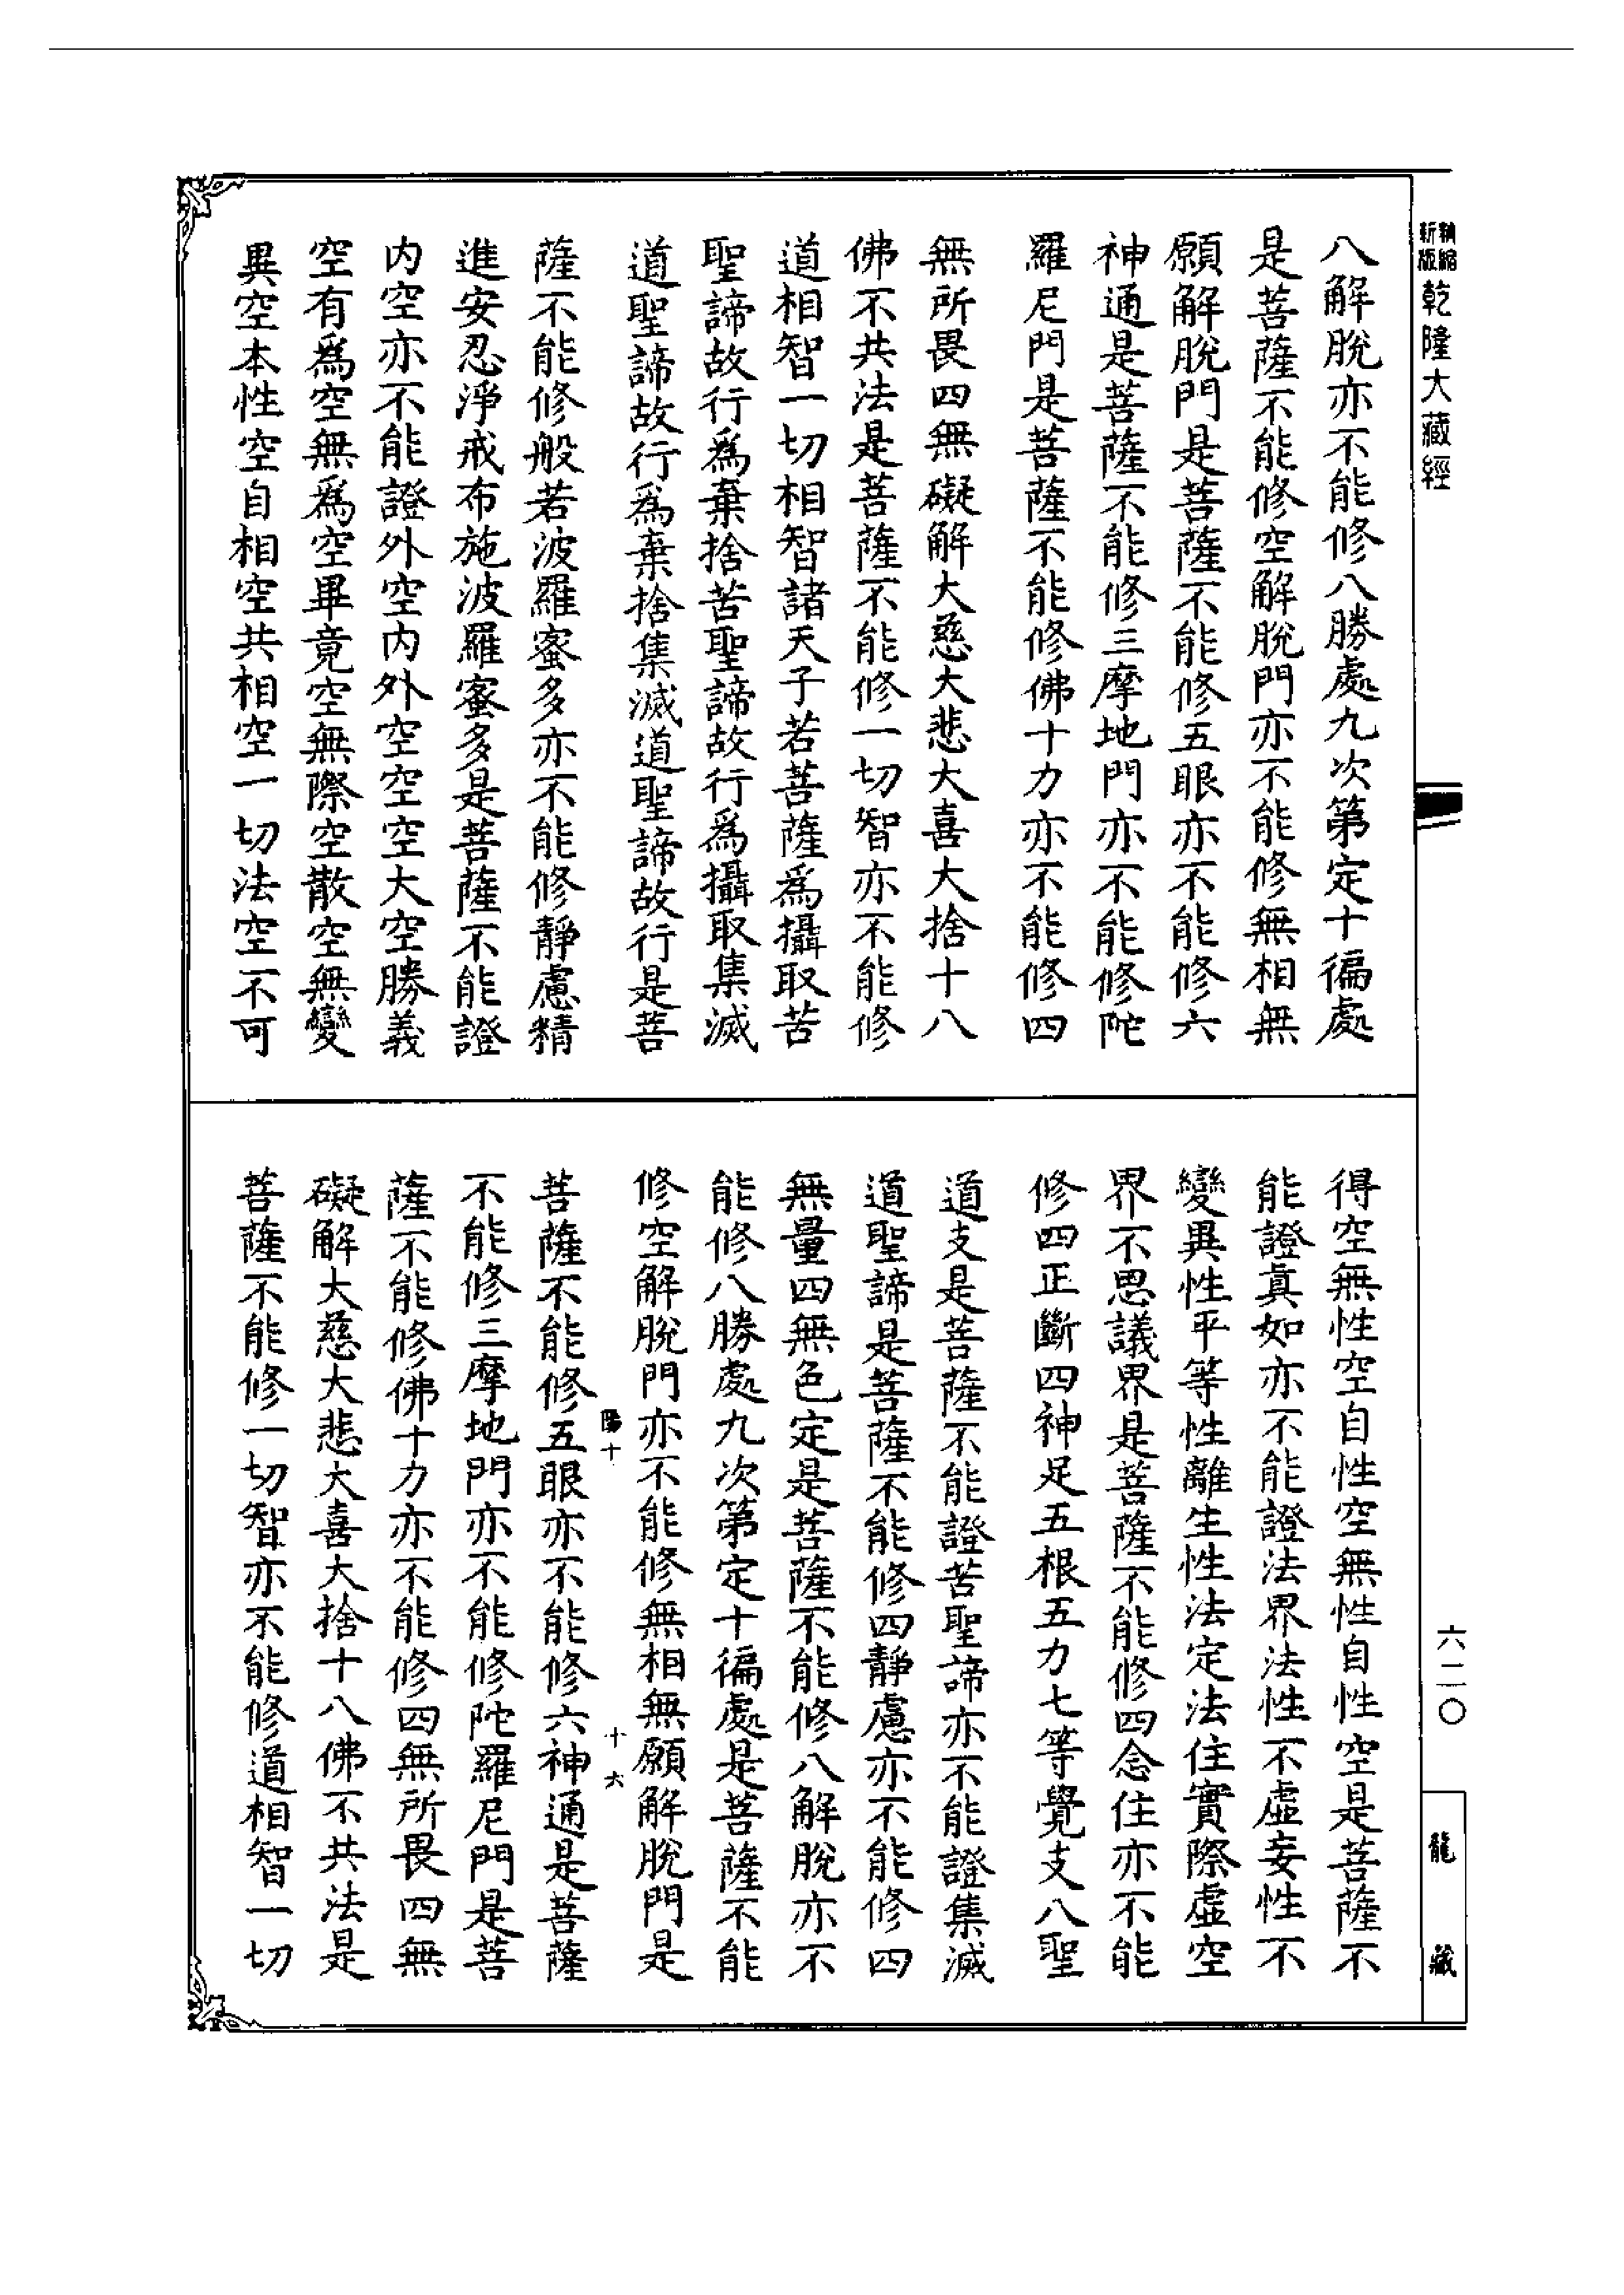 精縮新版乾隆大藏經
八解脫亦不能修八勝處九次第定十徧處
是菩薩不能修空解脫門亦不能修無相無
願解脫門是菩薩不能修五眼亦不能修六
神通是菩薩不能修三摩地門亦不能修陀
羅尼門是菩薩不能修佛十力亦不能修四
無所畏四無礙解大慈大悲大喜大捨十八
佛不共法是菩薩不能修一切智亦不能修
道相智一切相智諸天子若菩薩爲攝取苦
聖諦故行爲棄捨苦聖諦故行爲攝取集滅
道聖諦故行爲棄捨集滅道聖諦故行是菩
薩不能修般若波羅蜜多亦不能修靜慮精
進安忍淨戒布施波羅蜜多是菩薩不能證
內空亦不能證外空內外空空空大空勝義
空有爲空無爲空畢竟空無際空散空無變
異空本性空自相空共相空一切法空不可
得空無性空自性空無性自性空是菩薩不
能證眞如亦不能證法界法性不虛妄性不
變異性平等性離生性法定法住實際虛空
界不思議界是菩薩不能修四念住亦不能
修四正斷四神足五根五力七等覺支八聖
道支是菩薩不能證苦聖諦亦不能證集滅
道聖諦是菩薩不能修四靜慮亦不能修四
無量四無色定是菩薩不能修八解脫亦不
能修八勝處九次第定十徧處是菩薩不能
修空解脫門亦不能修無相無願解脫門是
陽十 十六
菩薩不能修五眼亦不能修六神通是菩薩
不能修三摩地門亦不能修陀羅尼門是菩
薩不能修佛十力亦不能修四無所畏四無
礙解大慈大悲大喜大捨十八佛不共法是
菩薩不能修一切智亦不能修道相智一切
六二〇
龍藏